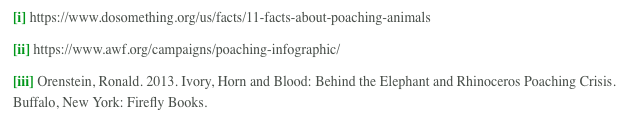 [i] https://www.dosomething.org/us/facts/11-facts-about-poaching-animals
[ii] https://www.awf.org/campaigns/poaching-infographic/
[iii] Orenstein, Ronald. 2013. Ivory, Horn and Blood: Behind the Elephant and Rhinoceros Poaching Crisis.
Buffalo, New York: Firefly Books.